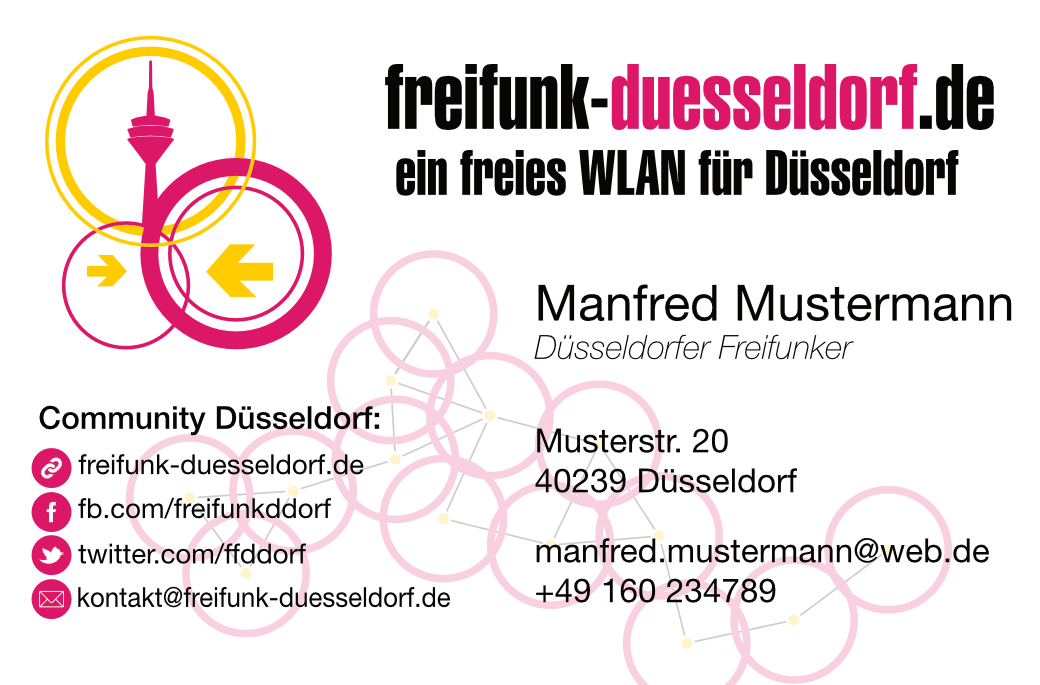 freifunk-duesseldorf.de
ein freies WLAN für Düsseldorf
Manfred Mustermann
Düsseldorfer Freifunker
Community Düsseldorf:
freifunk-duesseldorf.de
fb.com/freifunkddorf
twitter.com/ffddorf
kontakt@freifunk-duesseldorf.de
Musterstr. 20
40239 Düsseldorf
manfred.mustermann@web.de
+49 160 234789